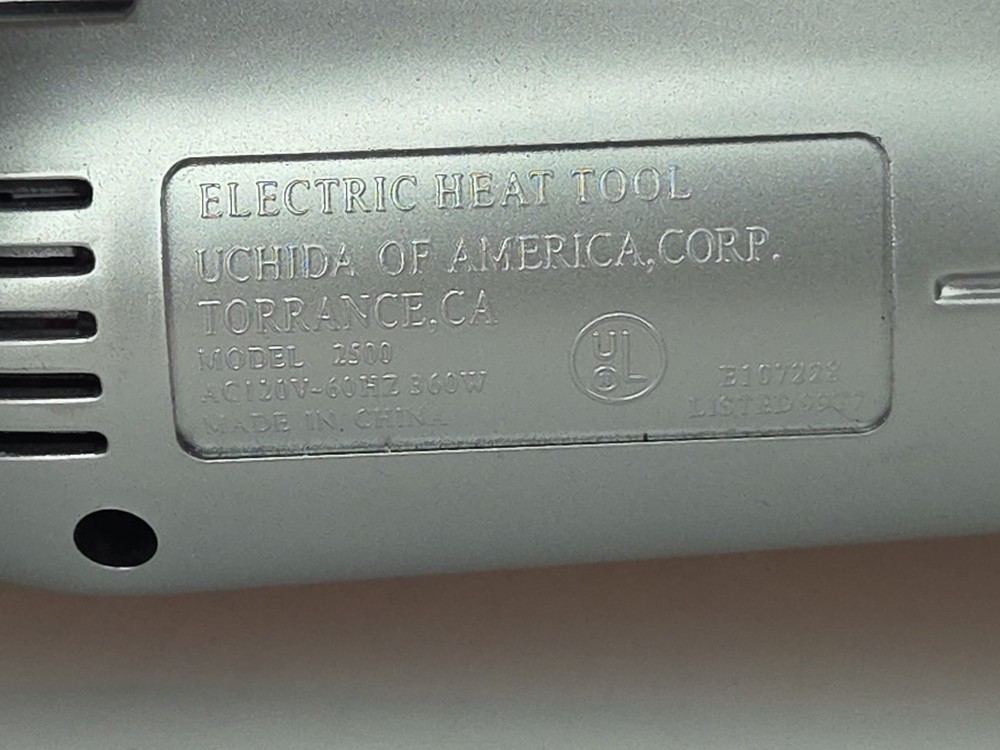 ELECTRIC HEAT TOOL
UCHIDA OF AMERICA,CORP.
TORRANCE,CA
MODEL 2500
AC120V~60HZ 360W
MADE IN. CHINA
UL
LISTED